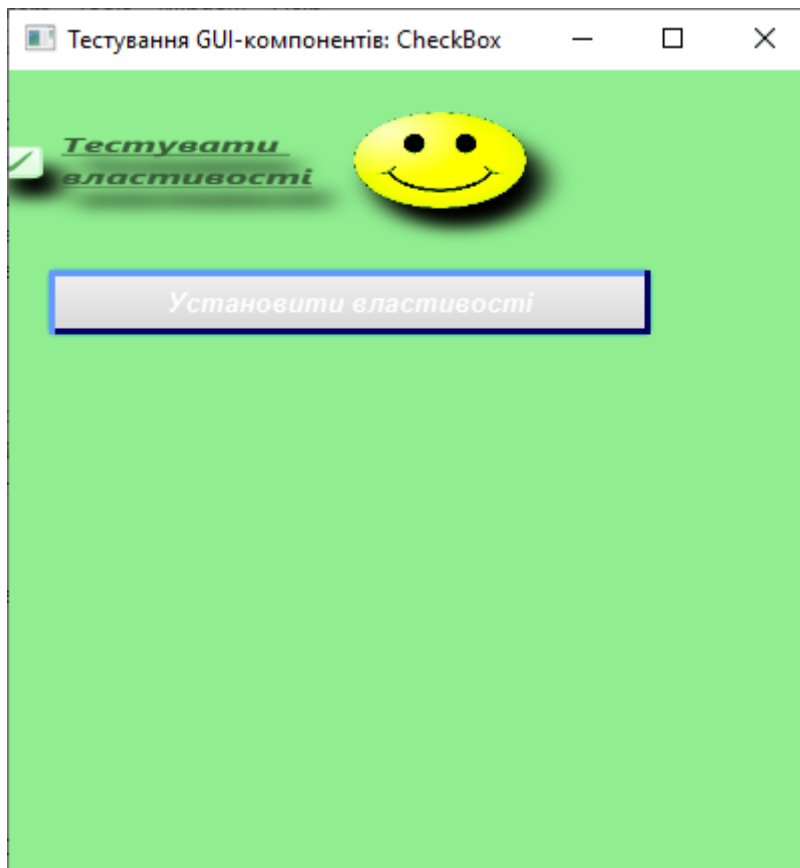 Тестування GUI-компонентів: CheckBox
Тестувати
властивості
Установити властивості